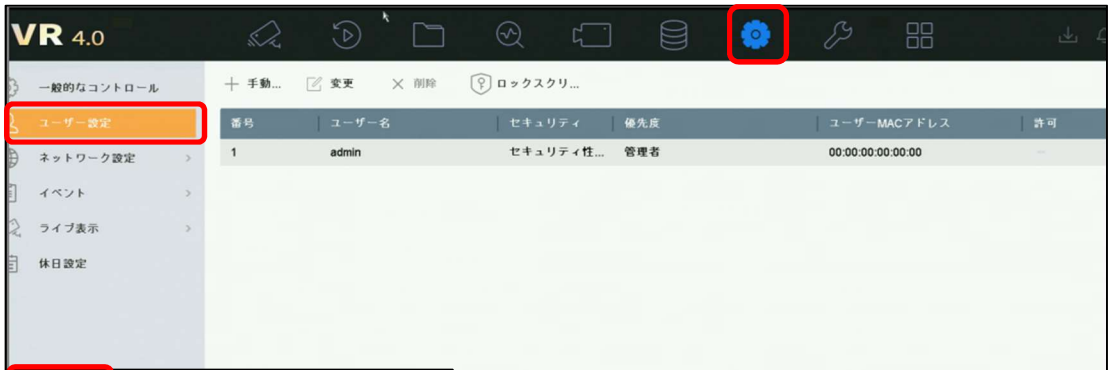 VR 4.0
一般的なコントロール
ユーザー設定
ネットワーク設定 >
イベント >
ライブ表示 >
休日設定
＋ 手動... 変更 × 削除 ロックスクリ...
番号 ユーザー名 セキュリティ 優先度 ユーザーMACアドレス 許可
1 admin セキュリティ性... 管理者 00:00:00:00:00:00 --